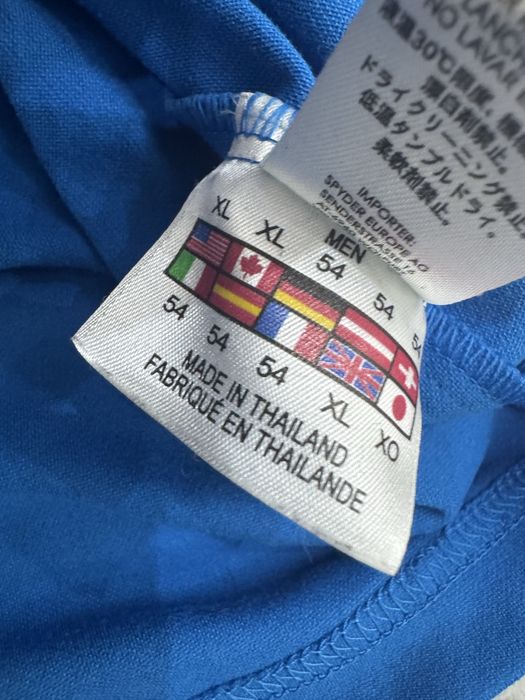 NO LAVAR
液温30℃限度、
漂白剤禁止。
ドライクリーニング禁止
低温タンブルドライ。
柔軟剤禁止。
IMPORTER:
SPYDER EUROPE AG
XL XL MEN
54 54
54 54 54 XL XO
MADE IN THAILAND
FABRIQUÉ EN THAILANDE